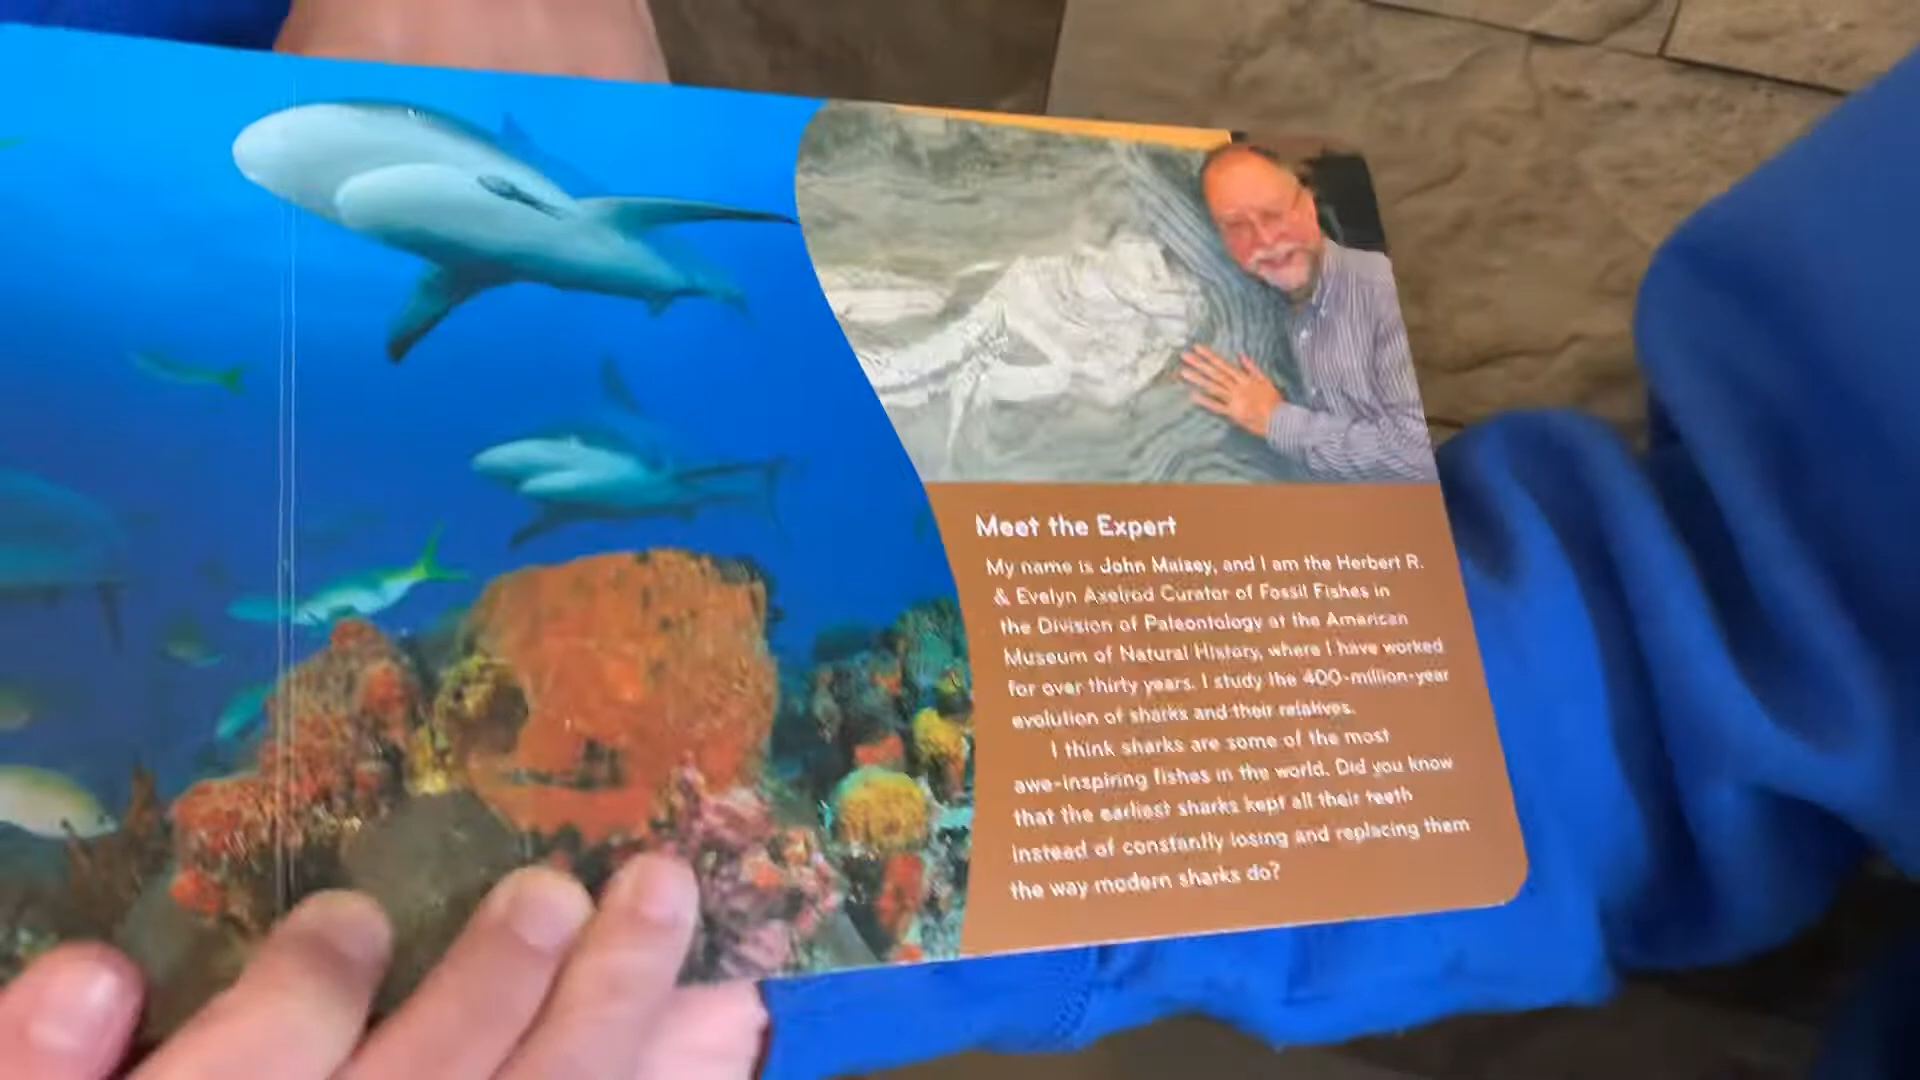 Meet the Expert
My name is John Maisey, and I am the Herbert R.
& Evelyn Axelrod Curator of Fossil Fishes in
the Division of Paleontology at the American
Museum of Natural History, where I have worked
for over thirty years. I study the 400-million-year
evolution of sharks and their relatives.
I think sharks are some of the most
awe-inspiring fishes in the world. Did you know
that the earliest sharks kept all their teeth
instead of constantly losing and replacing them
the way modern sharks do?